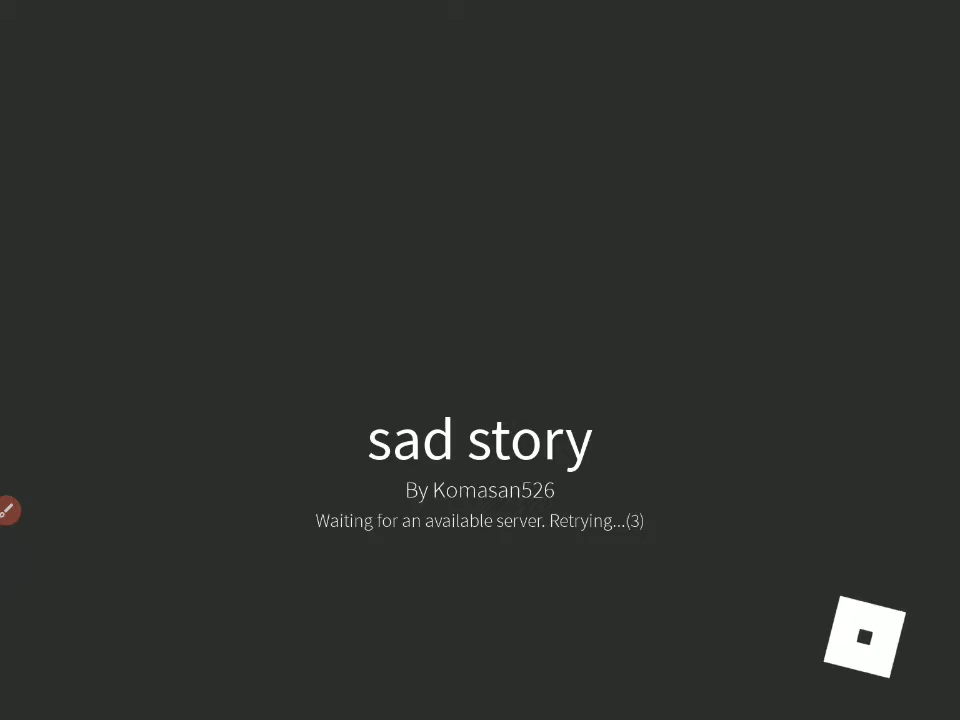 sad story
By Komasan526
Waiting for an available server. Retrying...(3)